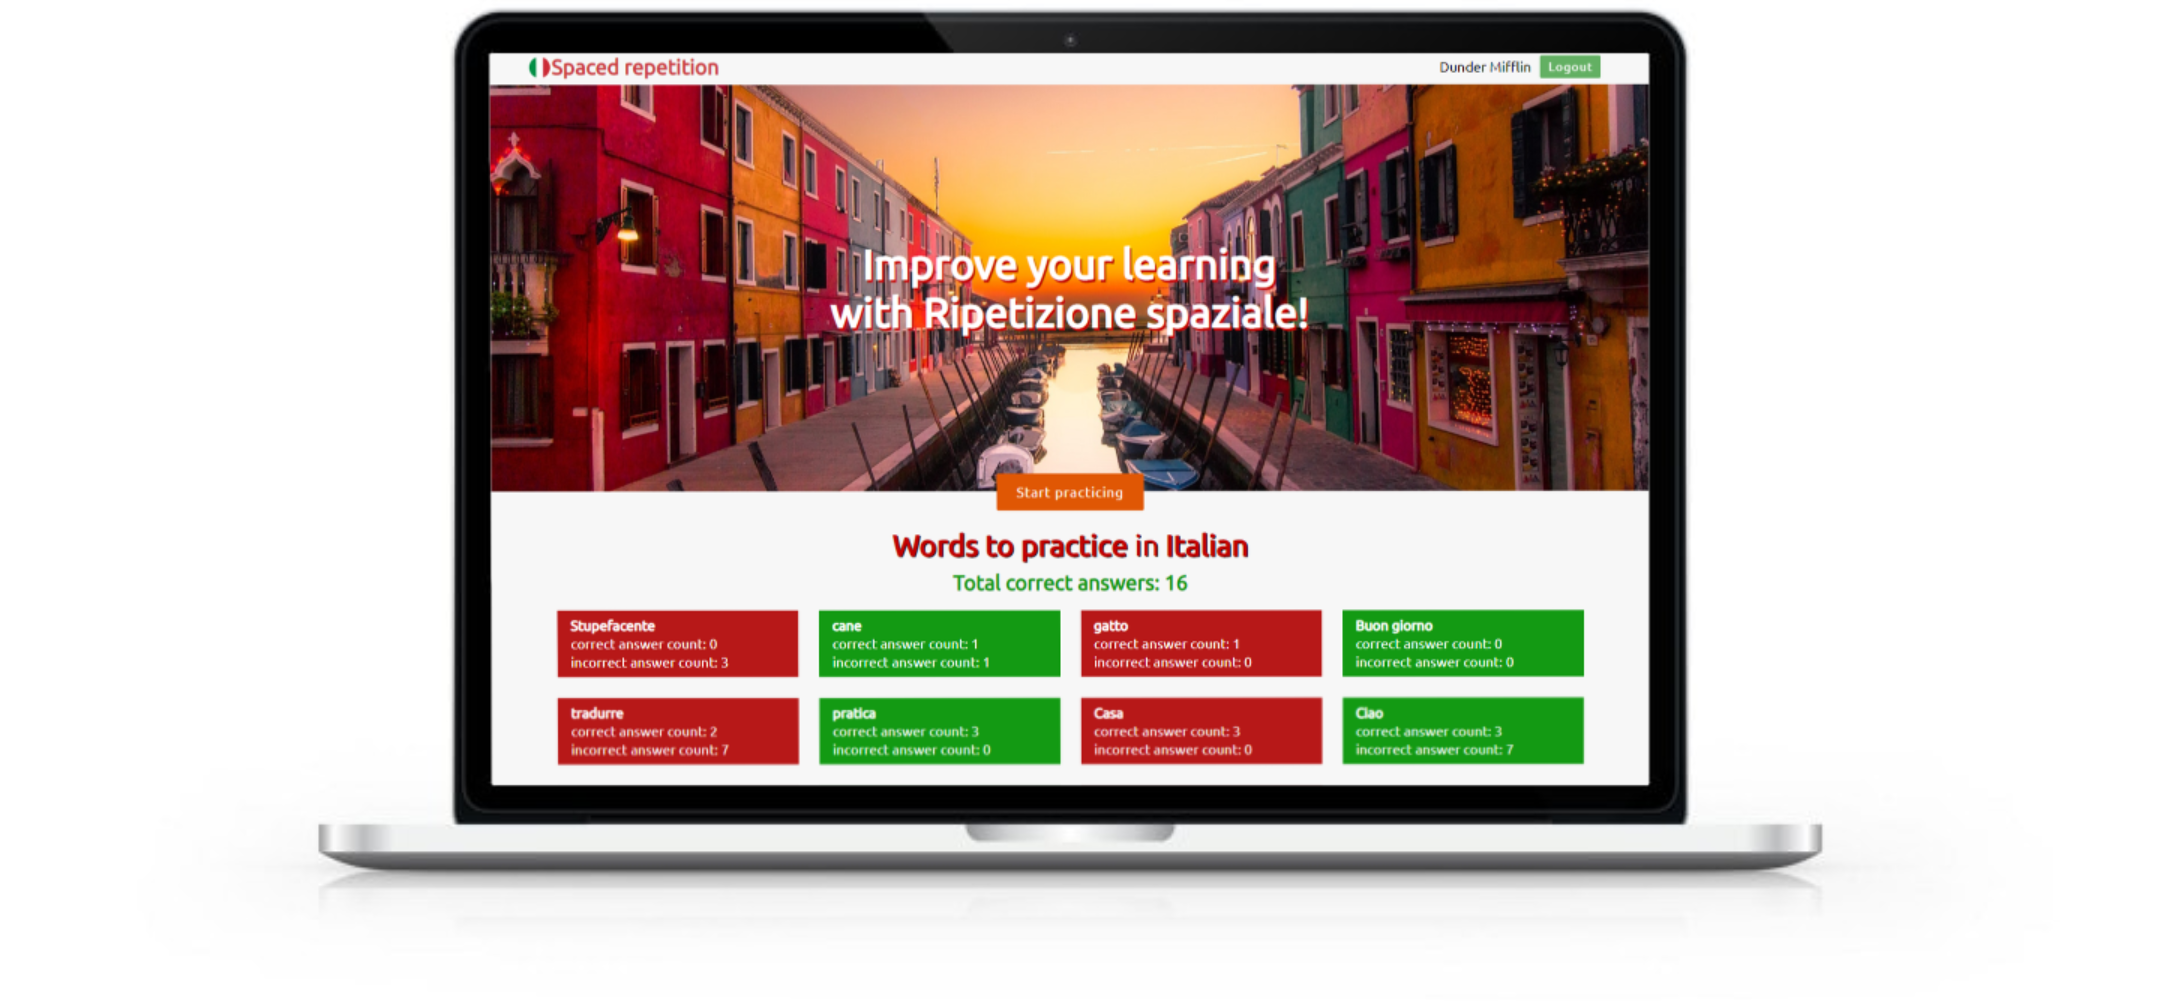 Spaced repetition
Dunder Mifflin
Logout
Improve your learning
with Ripetizione spaziale!
Start practicing
Words to practice in Italian
Total correct answers: 16
Stupefacente
correct answer count: 0
incorrect answer count: 3
cane
correct answer count: 1
incorrect answer count: 1
gatto
correct answer count: 1
incorrect answer count: 0
Buon giorno
correct answer count: 0
incorrect answer count: 0
tradurre
correct answer count: 2
incorrect answer count: 7
pratica
correct answer count: 3
incorrect answer count: 0
Casa
correct answer count: 3
incorrect answer count: 0
Ciao
correct answer count: 3
incorrect answer count: 7